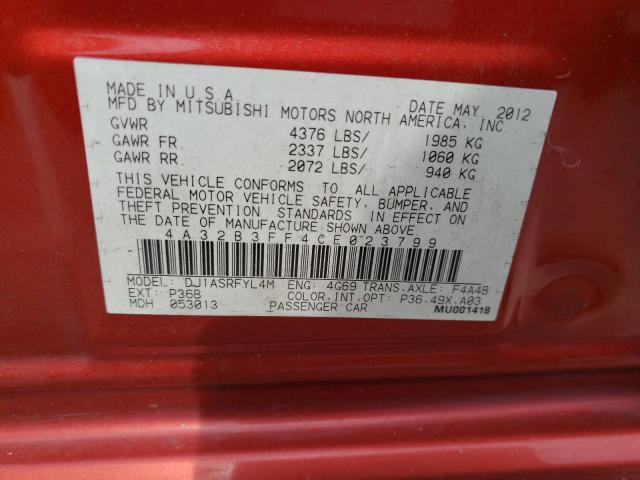 MADE IN U.S.A DATE MAY 2012
MFD BY MITSUBISHI MOTORS NORTH AMERICA, INC.
GVWR 4376 LBS/ 1985 KG
GAWR FR. 2337 LBS/ 1060 KG
GAWR RR. 2072 LBS/ 940 KG
THIS VEHICLE CONFORMS TO ALL APPLICABLE
FEDERAL MOTOR VEHICLE SAFETY, BUMPER, AND
THEFT PREVENTION STANDARDS IN EFFECT ON
THE DATE OF MANUFACTURE SHOWN ABOVE.
4A32B3FF4CE023799
MODEL: DJ1ASRFYL4M ENG: 4G69 TRANS.AXLE: F4A4B
EXT: P36B COLOR.INT.OPT: P36.49X.A03
MDH 053013 PASSENGER CAR MU001418